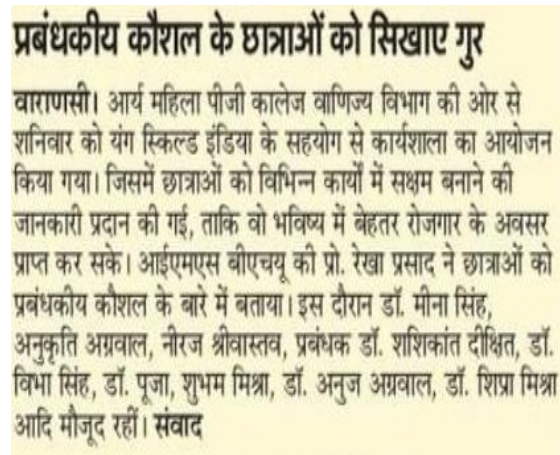 प्रबंधकीय कौशल के छात्राओं को सिखाए गुर
वाराणसी। आर्य महिला पीजी कालेज वाणिज्य विभाग की ओर से
शनिवार को यंग स्किल्ड इंडिया के सहयोग से कार्यशाला का आयोजन
किया गया। जिसमें छात्राओं को विभिन्न कार्यों में सक्षम बनाने की
जानकारी प्रदान की गई, ताकि वो भविष्य में बेहतर रोजगार के अवसर
प्राप्त कर सके। आईएमएस बीएचयू की प्रो. रेखा प्रसाद ने छात्राओं को
प्रबंधकीय कौशल के बारे में बताया। इस दौरान डॉ. मीना सिंह,
अनुकृति अग्रवाल, नीरज श्रीवास्तव, प्रबंधक डॉ. शशिकांत दीक्षित, डॉ.
विभा सिंह, डॉ. पूजा, शुभम मिश्रा, डॉ. अनुज अग्रवाल, डॉ. शिप्रा मिश्रा
आदि मौजूद रहीं। संवाद